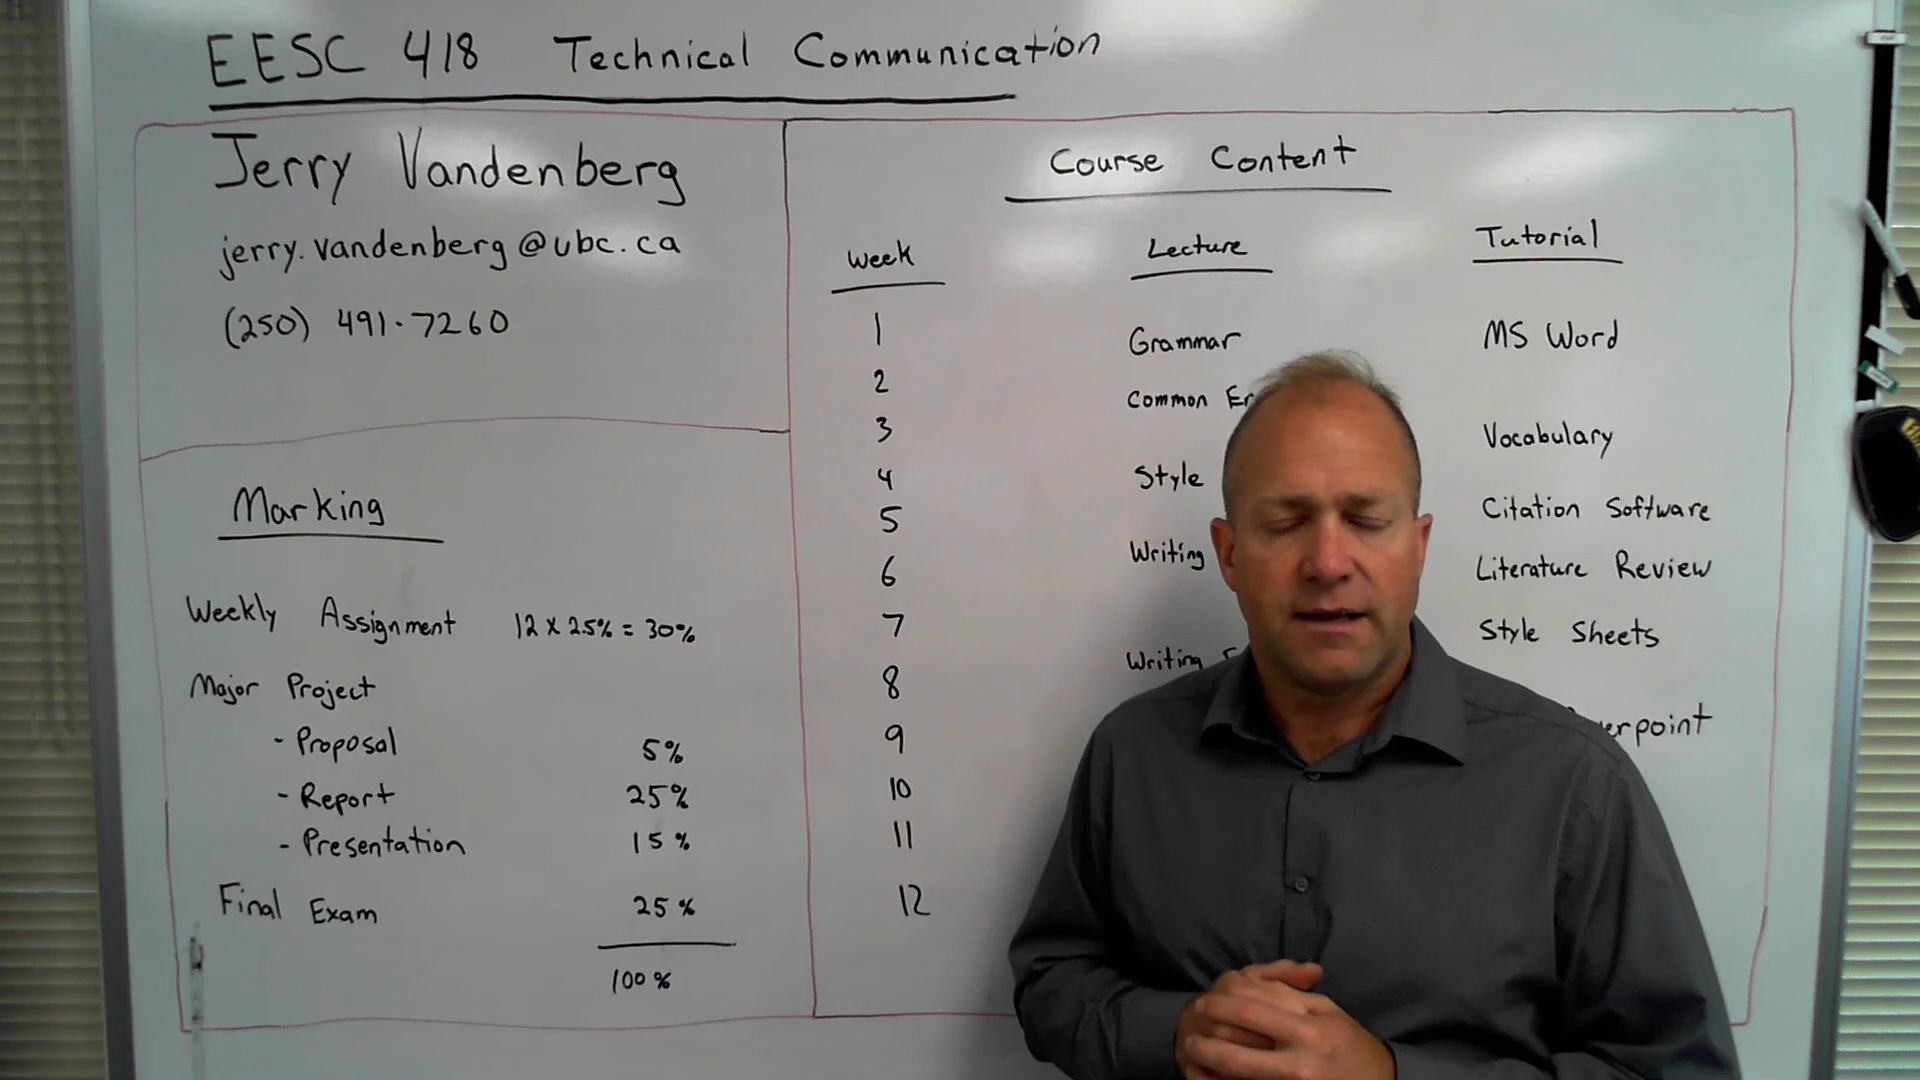 EESC 418 Technical Communication
Jerry Vandenberg
jerry.vandenberg@ubc.ca
(250) 491-7260
Marking
Weekly Assignment 12 x 2.5% = 30%
Major Project
- Proposal 5%
- Report 25%
- Presentation 15%
Final Exam 25%
100%
Course Content
Week Lecture Tutorial
1 Grammar MS Word
2 Common
3 Vocabulary
4 Style
5 Citation Software
6 Writing Literature Review
7 Style Sheets
8 Writing
9 erpoint
10
11
12